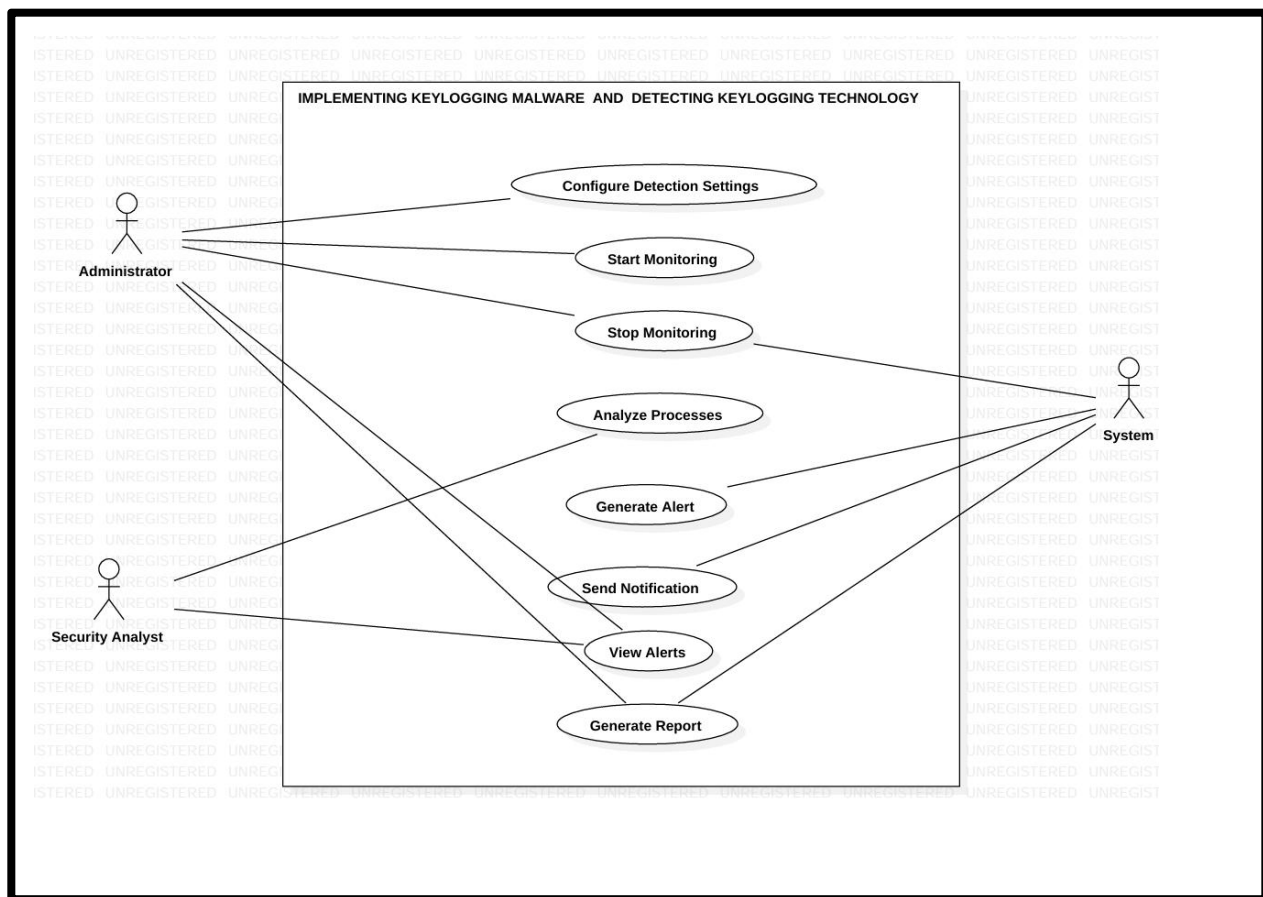 IMPLEMENTING KEYLOGGING MALWARE AND DETECTING KEYLOGGING TECHNOLOGY
Configure Detection Settings
Start Monitoring
Administrator
Stop Monitoring
Analyze Processes
System
Generate Alert
Send Notification
Security Analyst
View Alerts
Generate Report
UNREGISTERED